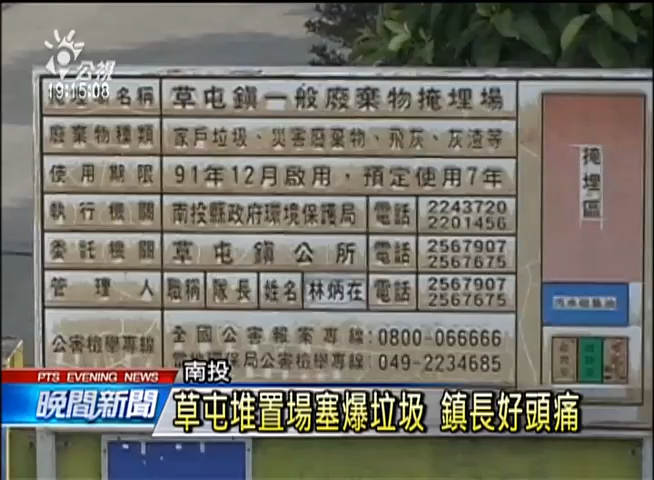 公視
19:15:08
掩埋場名稱 草屯鎮一般廢棄物掩埋場
廢棄物種類 家戶垃圾、災害廢棄物、飛灰、灰渣等
使用期限 91年12月啟用，預定使用7年
執行機關 南投縣政府環境保護局 電話 2243720 2201456
委託機關 草屯鎮公所 電話 2567907 2567675
管理人 職稱 隊長 姓名 林炳在 電話 2567907 2567675
公害檢舉專線 全國公害報案專線:0800-066666
保局公害檢舉專線 049-2234685
掩埋區
PTS EVENING NEWS
晚間新聞
南投
草屯堆置場塞爆垃圾 鎮長好頭痛